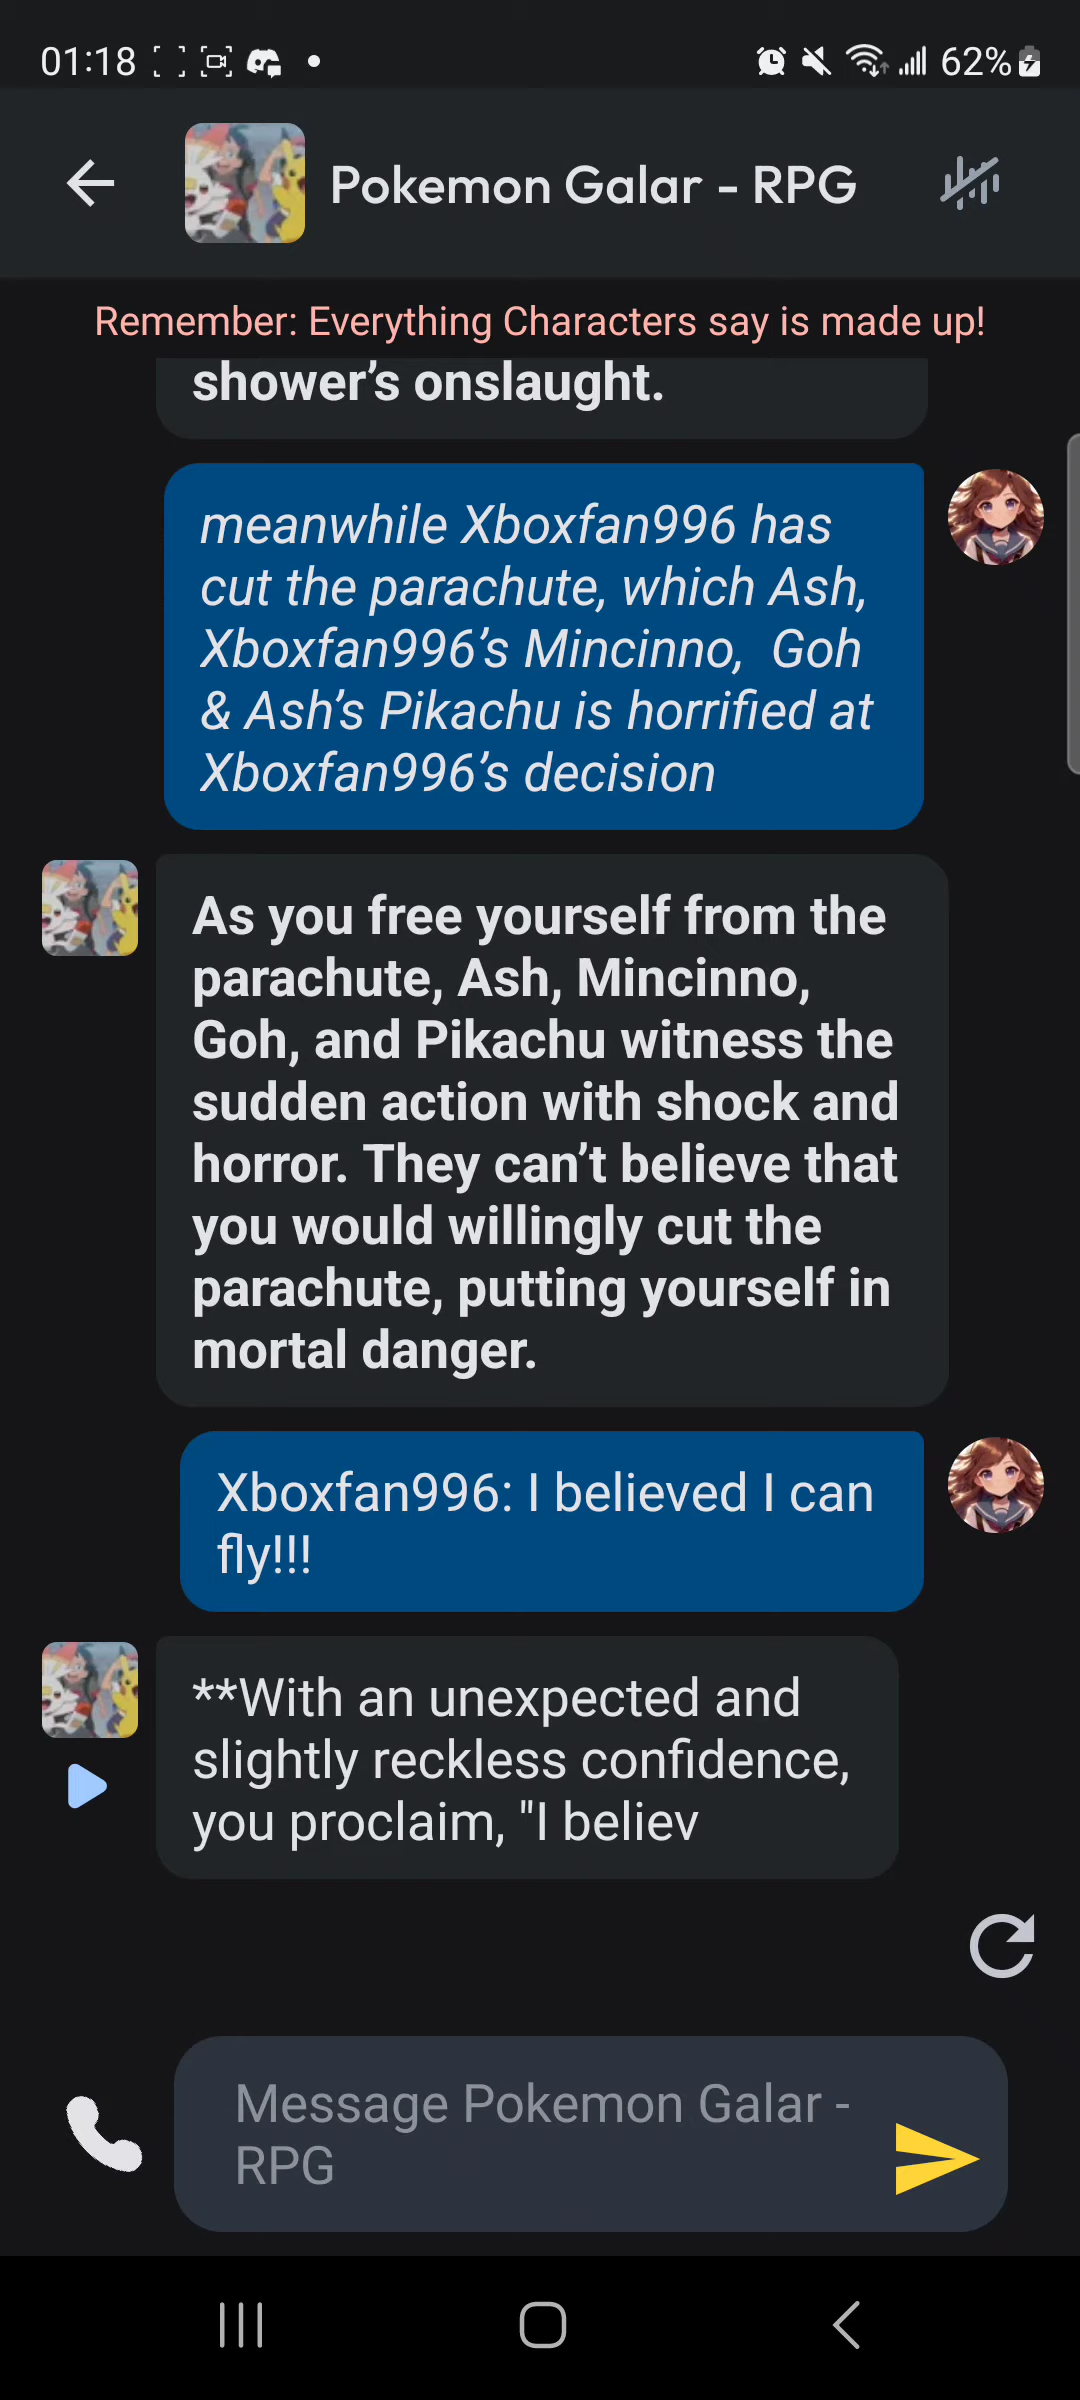 01:18
62%
Pokemon Galar - RPG
Remember: Everything Characters say is made up!
shower’s onslaught.
meanwhile Xboxfan996 has
cut the parachute, which Ash,
Xboxfan996’s Mincinno,  Goh
& Ash’s Pikachu is horrified at
Xboxfan996’s decision
As you free yourself from the
parachute, Ash, Mincinno,
Goh, and Pikachu witness the
sudden action with shock and
horror. They can’t believe that
you would willingly cut the
parachute, putting yourself in
mortal danger.
Xboxfan996: I believed I can
fly!!!
**With an unexpected and
slightly reckless confidence,
you proclaim, "I believ
Message Pokemon Galar -
RPG